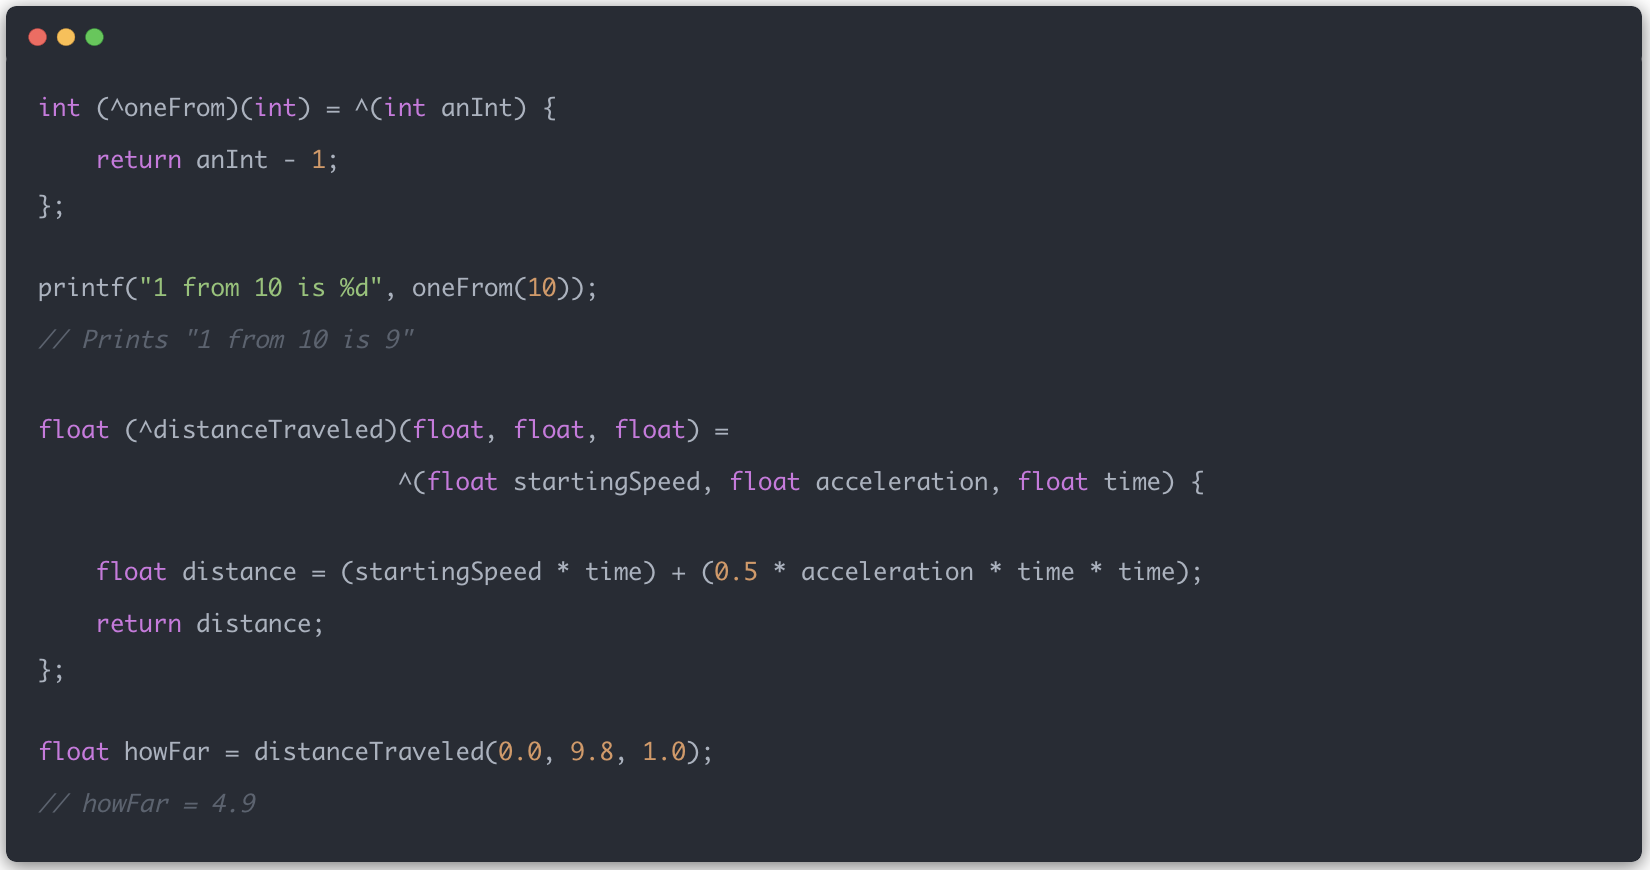 int (^oneFrom)(int) = ^(int anInt) {
    return anInt - 1;
};
printf("1 from 10 is %d", oneFrom(10));
// Prints "1 from 10 is 9"
float (^distanceTraveled)(float, float, float) =
                         ^(float startingSpeed, float acceleration, float time) {
    float distance = (startingSpeed * time) + (0.5 * acceleration * time * time);
    return distance;
};
float howFar = distanceTraveled(0.0, 9.8, 1.0);
// howFar = 4.9